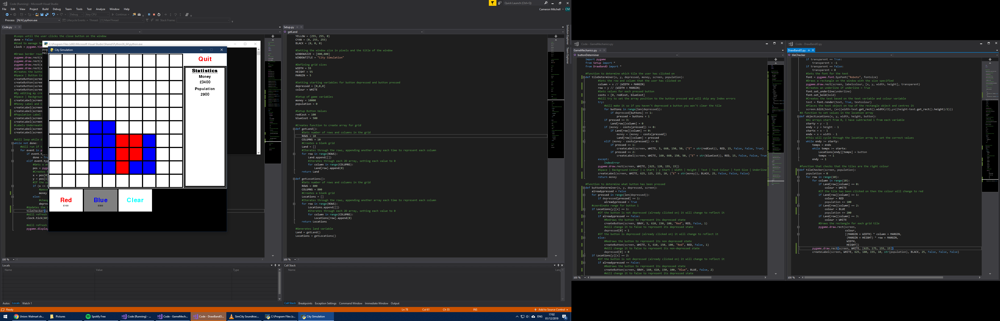 Code (Running) - Microsoft Visual Studio
Quick Launch (Ctrl+Q)
File Edit View Project Build Debug Team Tools Test Analyze Window Help
Cameron Mitchell
CM
Debug
Any CPU
Continue
Process: [N/A] python.exe
Lifecycle Events
Thread: [1] MainThread
Stack Frame:
Code.py
#Loops until the user clicks the close button on the window
done = False
#Used to manage ho
clock = pygame.tim
#Draws border roun
pygame.draw.rect(s
pygame.draw.rect(s
pygame.draw.rect(s
pygame.draw.rect(s
#Creates the butto
#Space | Button Co
createButton(scree
createButton(scree
createButton(scree
createButton(scree
#By editing my cre
#Space | Backgroun
createLabel(screen
#Money Label and C
createLabel(screen
createLabel(screen
#Population Label
createLabel(screen
createLabel(screen
#Labels Underneath
createLabel(screen
createLabel(screen
#Will loop while d
while not done:
#Will run if t
for event in p
if event.typ
done = Tru
elif event.typ
#Gets x an
pos = pyga
#Creates t
x = pos[0]
y = pos[1]
#If the us
if (x <= 6
#passe
money
else:
#chang
depres
#Updates the t
tileChecker(sc
#Will refresh
clock.tick(60)
#Will refresh
pygame.display
C:\Program Files (x86)\Microsoft Visual Studio\Shared\Python36_64\python.exe
pyg
Hel
City Simulation
Quit
Statistics
Money
£3400
Population
2900
Red
£100
Blue
£500
Clear
100 %
Setup.py
getLand
YELLOW = (255, 255, 0)
CYAN = (0, 255, 255)
BLACK = (0, 0, 0)
#Setting the window size in pixels and the title of the window
WINDOWSIZE = [800,800]
WINDOWTITLE = "City Simulation"
#Defining grid sizes
WIDTH = 55
HEIGHT = 55
MARGIN = 5
#Setting starting variables for button depressed and button pressed
depressed = [0,0,0]
colour = WHITE
#Setup of game variables
money = 10000
population = 0
#Setup Button Values
redCost = 100
blueCost = 500
#Creates function to create array for grid
def getLand():
#Sets number of rows and columns in the grid
ROWS = 10
COLUMNS = 10
#Creates a blank grid
Land = []
#Iterates through the rows, appending another array each time to represent each column
for row in range(ROWS):
Land.append([])
#Iterates through each 2D array, setting each value to 0
for column in range(COLUMNS):
Land[row].append(0)
return Land
def getLocations():
#Sets number of rows and columns in the grid
ROWS = 800
COLUMNS = 800
#Creates a blank grid
Locations = []
#Iterates through the rows, appending another array each time to represent each column
for row in range(ROWS):
Locations.append([])
#Iterates through each 2D array, setting each value to 0
for column in range(COLUMNS):
Locations[row].append(0)
return Locations
#Generates land variable
Land = getLand()
Locations = getLocations()
100 %
Solution Explorer
Team Explorer
Locals
Name Value Type
Autos Locals Watch 1
Call Stack
Name Lang
Call Stack Breakpoints Exception Settings Command Window Immediate Window Output
Ready
Ln 78 Col 61 Ch 55 INS
Add to Source Control
Union: Walmart sh...
Pictures
Spotify Free
Code (Running) - ...
Code - GameMech...
Code - DrawBandO...
SimCity Soundtrac...
C:\Program Files (x...
City Simulation
ENG
17:02
01/12/2019
4
Code - GameMechanics.py
GameMechanics.py
buttonDeterminer
import pygame
from Setup import *
from DrawBandO import *
#function to determine which tile the user has clicked on
def tileDeterminer(x, y, depressed, money, screen, population):
#Sets the row and column that the user has clicked on
column = x // (WIDTH + MARGIN)
row = y // (WIDTH + MARGIN)
#Sets values for each pressed button
costs = [0, redCost, blueCost]
#Will try to set the array position to the button pressed and will skip any Index errors
try:
#Will make it so if you haven't depressed a button you won't clear the tile
for buttons in range(len(depressed)):
if depressed[buttons] == 1:
pressed = buttons + 1
if pressed == 3:
Land[row][column] = 0
if (money - costs[pressed]) >= 0:
if Land[row][column] == 0:
money = (money - costs[pressed])
Land[row][column] = pressed
elif (money - costs[pressed]) <= 0:
if pressed == 1:
createLabel(screen, WHITE, 5, 660, 150, 50, ("£" + str(redCost)), RED, 15, False, False, True)
if pressed == 2:
createLabel(screen, WHITE, 160, 660, 150, 50, ("£" + str(blueCost)), RED, 15, False, False, True
except:
IndexError
pygame.draw.rect(screen, WHITE, [625, 120, 155, 15])
#Space | Background Colour | x Start | y Start | Width | Height | Text | Text Colour | Font Size | Underline
createLabel(screen, WHITE, 625, 125, 155, 10, ("£" + str(money)), BLACK, 25, False, False, False)
return money
#function to determine what button has been pressed
def buttonDeterminer(x, y, depressed, screen):
alreadypressed = False
for pressed in range(len(depressed)):
if depressed[pressed] == 1:
alreadypressed = True
#coordinate range for button 1
if Locations[y][x] == 1:
#If the button is not depressed (already clicked on) it will change to reflect it
if alreadypressed == False:
#Redraws the button to represent its depressed state
createButton(screen, GRAY, 5, 610, 150, 100, "Red", RED, False, 1)
#Will change it to false to represent its depressed state
depressed[0] = 1
#If the button is depressed (already clicked on) it will change to reflect it
else:
#Redraws the button to represent its non depressed state
createButton(screen, WHITE, 5, 610, 150, 100, "Red", RED, False, 1)
#Will change it to false to represent its non-depressed state
depressed[0] = 0
if Locations[y][x] == 2:
#If the button is not depressed (already clicked on) it will change to reflect it
if alreadypressed == False:
#Redraws the button to represent its depressed state
createButton(screen, GRAY, 160, 610, 150, 100, "Blue", BLUE, False, 2)
#Will change it to false to represent its depressed state
100 %
Code - DrawBandO.py
DrawBandO.py
tileChecker
if transparent == True:
transparent = -1
if transparent == False:
transparent = 0
#Sets the font for the text
font = pygame.font.SysFont("Roboto", fontsize)
#Draws a rectangle on the window with the size specified
pygame.draw.rect(screen, labelcolour, [x, y, width, height], transparent)
#Creates an underline if underline = True
font.set_underline(underline)
font.set_bold(bold)
#Creates the text based on the text variable and colour variable
text = font.render(text, True, textcolour)
#Places the text object on top of the rectangle object and centres it
screen.blit(text, (x+((width-text.get_rect().width)/2),y+((height-text.get_rect().height)/2)))
#A function to set values in the location array
def objectLocations(x, y, width, height, button):
#As arrays start from 0, I have subtracted 1 from each variable
starty = y - 1
endy = y + height - 1
startx = x - 1
endx = x + width - 1
#This will cycle through the location array to set the correct values
while endy >= starty:
tempx = endx
while tempx >= startx:
Locations[endy][tempx] = button
tempx -= 1
endy -= 1
#function that checks that the tiles are the right colour
def tileChecker(screen, population):
population = 0
for row in range(10):
for column in range(10):
if Land[row][column] == 0:
colour = WHITE
#If the tile has been clicked on then the colour will change to red
if Land[row][column] == 1:
colour = RED
population += 100
if Land[row][column] == 2:
colour = BLUE
population += 200
if Land[row][column] == 3:
colour = WHITE
#Draws the rectangle for each grid tile
pygame.draw.rect(screen,
colour,
[(MARGIN + WIDTH) * column + MARGIN,
(MARGIN + HEIGHT) * row + MARGIN,
WIDTH,
HEIGHT])
pygame.draw.rect(screen, WHITE, [625, 175, 155, 15])
createLabel(screen, WHITE, 625, 180, 155, 10, str(population), BLACK, 25, False, False, False)
100 %